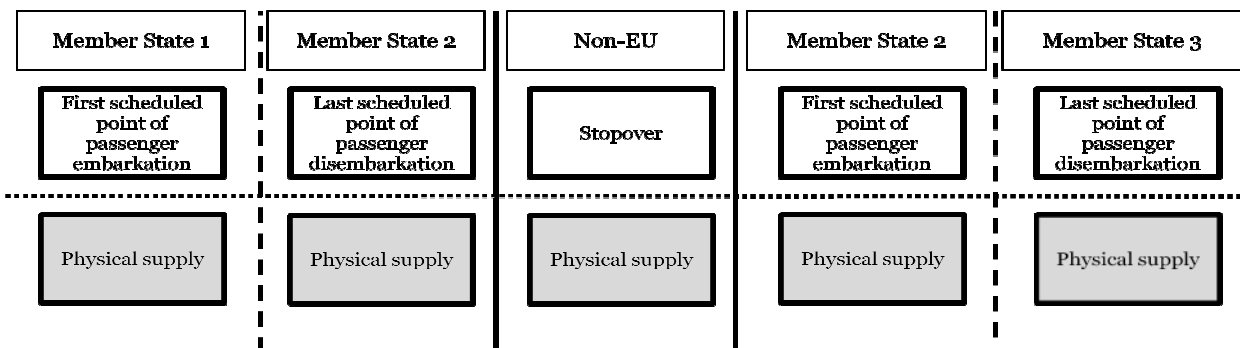 Member State 1
Member State 2
Non-EU
Member State 2
Member State 3
First scheduled
point of
passenger
embarkation
Last scheduled
point of
passenger
disembarkation
Stopover
First scheduled
point of
passenger
embarkation
Last scheduled
point of
passenger
disembarkation
Physical supply
Physical supply
Physical supply
Physical supply
Physical supply